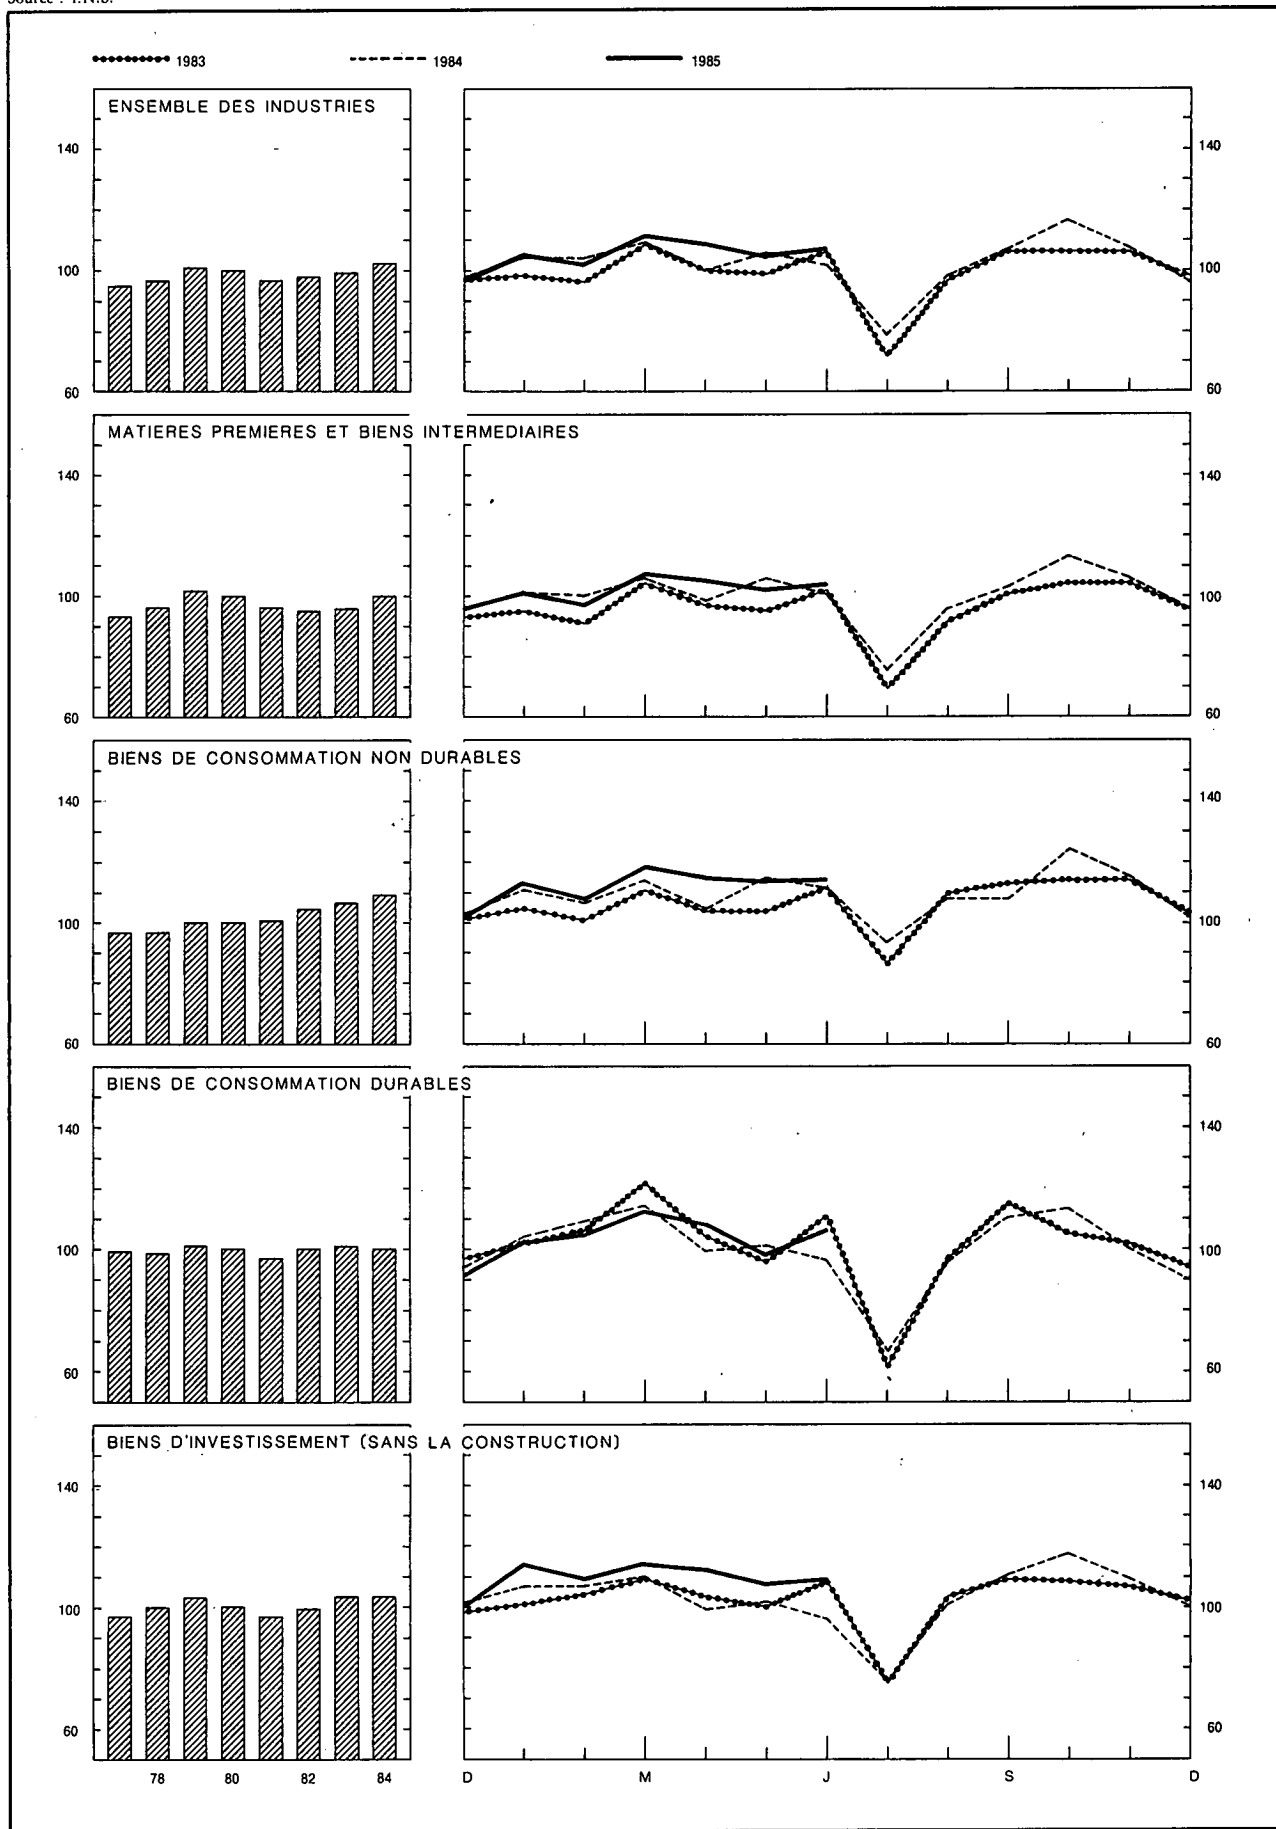 Source : I.N.S.
1983 1984 1985
ENSEMBLE DES INDUSTRIES
140 140
100 100
60 60
MATIERES PREMIERES ET BIENS INTERMEDIAIRES
140 140
100 100
60 60
BIENS DE CONSOMMATION NON DURABLES
140 140
100 100
60 60
BIENS DE CONSOMMATION DURABLES
140 140
100 100
60 60
BIENS D'INVESTISSEMENT (SANS LA CONSTRUCTION)
140 140
100 100
60 60
78 80 82 84 D M J S D